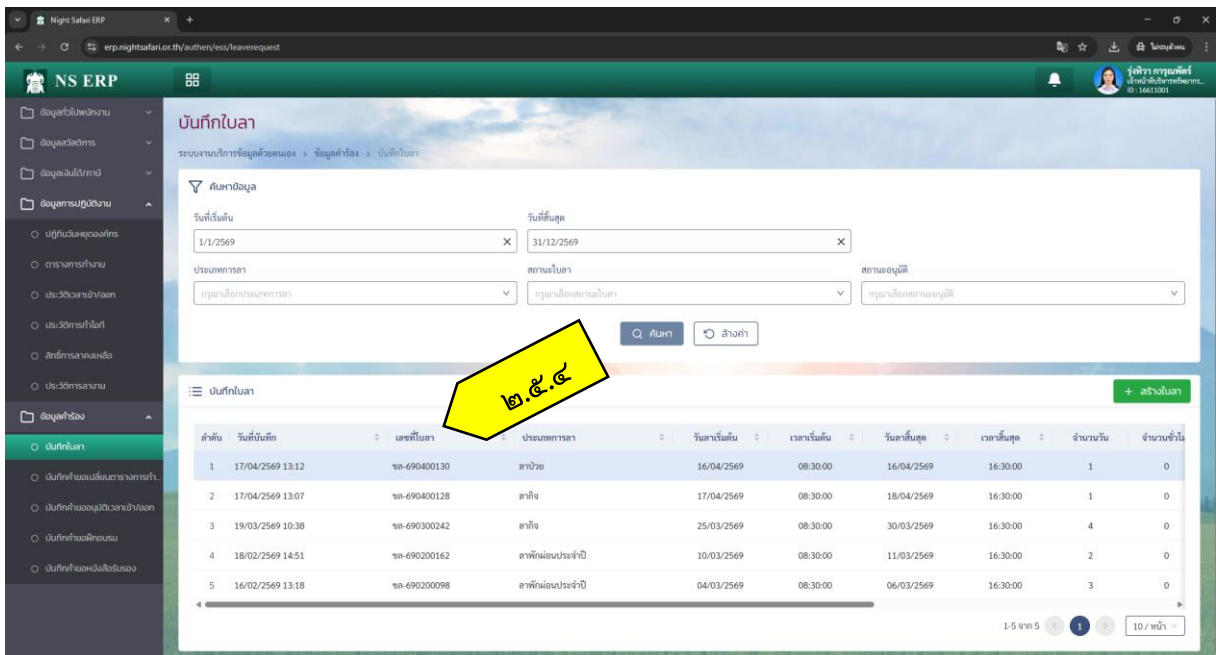 Night Safari ERP
erp.nightsafari.or.th/authen/ess/leaverequest
NS ERP
รุ่งทิวา การุณพัตร์
ID : 16611001
ข้อมูลทั่วไปพนักงาน
ข้อมูลสวัสดิการ
ข้อมูลเงินได้/ภาษี
ข้อมูลการปฏิบัติงาน
ปฏิทินวันหยุดองค์กร
ตารางการทำงาน
ประวัติเวลาเข้า/ออก
ประวัติการทำโอที
สิทธิ์การลาคงเหลือ
ประวัติการลางาน
ข้อมูลคำร้อง
บันทึกใบลา
บันทึกคำขอเปลี่ยนตารางการทำ...
บันทึกคำขออนุมัติเวลาเข้า/ออก
บันทึกคำขอฝึกอบรม
บันทึกคำขอหนังสือรับรอง
บันทึกใบลา
ระบบงานบริการข้อมูลด้วยตนเอง > ข้อมูลคำร้อง > บันทึกใบลา
ค้นหาข้อมูล
วันที่เริ่มต้น วันที่สิ้นสุด
1/1/2569 31/12/2569
ประเภทการลา สถานะใบลา สถานะอนุมัติ
กรุณาเลือกประเภทการลา กรุณาเลือกสถานะใบลา กรุณาเลือกสถานะอนุมัติ
ค้นหา ล้างค่า
๒.๕.๔
บันทึกใบลา + สร้างใบลา
ลำดับ วันที่บันทึก เลขที่ใบลา ประเภทการลา วันลาเริ่มต้น เวลาเริ่มต้น วันลาสิ้นสุด เวลาสิ้นสุด จำนวนวัน จำนวนชั่วโม
1 17/04/2569 13:12 ขล-690400130 ลาป่วย 16/04/2569 08:30:00 16/04/2569 16:30:00 1 0
2 17/04/2569 13:07 ขล-690400128 ลากิจ 17/04/2569 08:30:00 18/04/2569 16:30:00 1 0
3 19/03/2569 10:38 ขล-690300242 ลากิจ 25/03/2569 08:30:00 30/03/2569 16:30:00 4 0
4 18/02/2569 14:51 ขล-690200162 ลาพักผ่อนประจำปี 10/03/2569 08:30:00 11/03/2569 16:30:00 2 0
5 16/02/2569 13:18 ขล-690200098 ลาพักผ่อนประจำปี 04/03/2569 08:30:00 06/03/2569 16:30:00 3 0
1-5 จาก 5 1 10 / หน้า